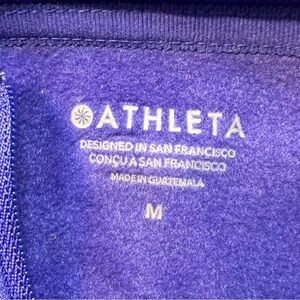 ATHLETA
DESIGNED IN SAN FRANCISCO
CONÇU A SAN FRANCISCO
MADE IN GUATEMALA
M